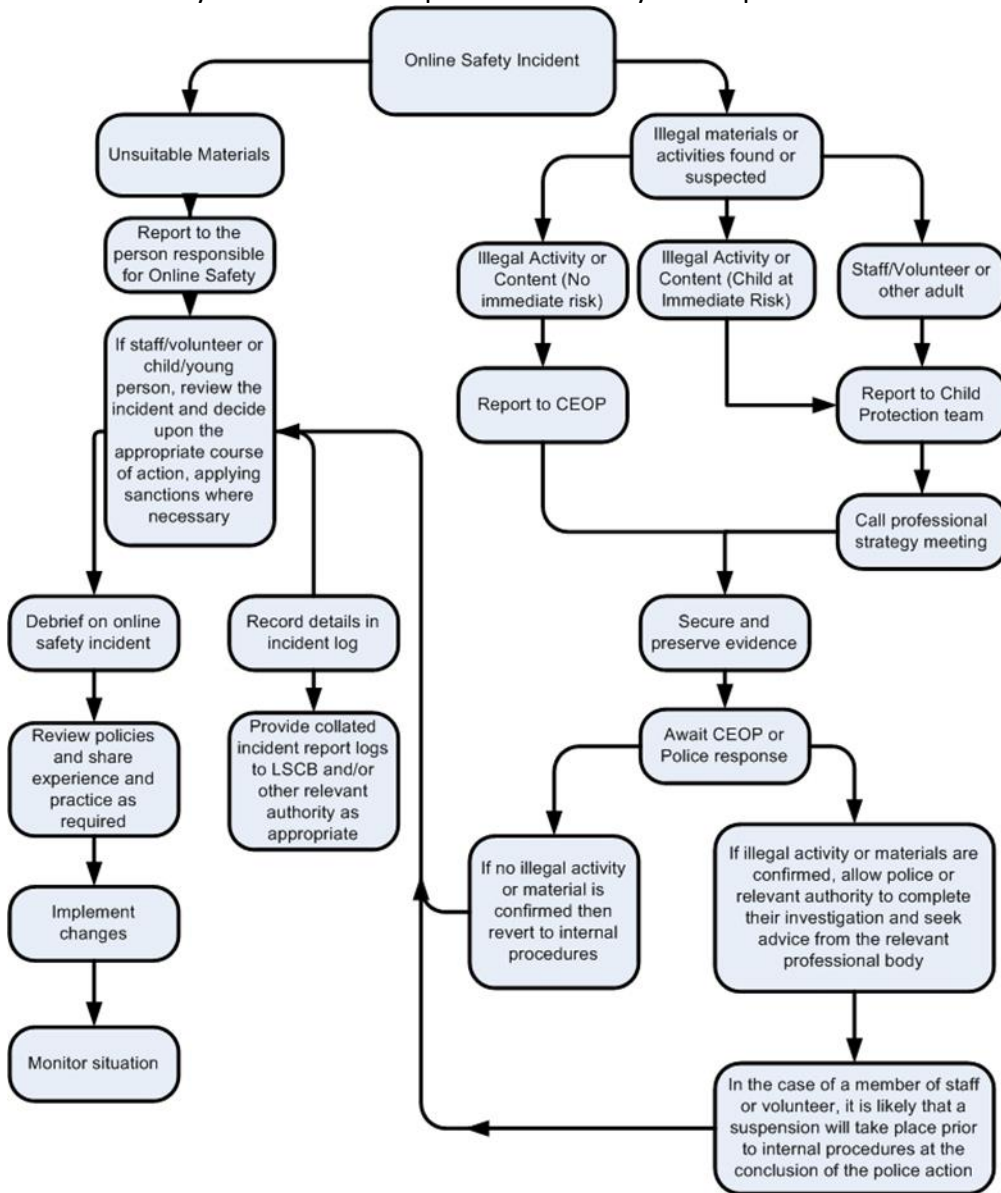 Online Safety Incident
Unsuitable Materials
Report to the
person responsible
for Online Safety
If staff/volunteer or
child/young
person, review the
incident and decide
upon the
appropriate course
of action, applying
sanctions where
necessary
Debrief on online
safety incident
Review policies
and share
experience and
practice as
required
Implement
changes
Monitor situation
Record details in
incident log
Provide collated
incident report logs
to LSCB and/or
other relevant
authority as
appropriate
Illegal materials or
activities found or
suspected
Illegal Activity or
Content (No
immediate risk)
Illegal Activity or
Content (Child at
Immediate Risk)
Staff/Volunteer or
other adult
Report to CEOP
Report to Child
Protection team
Call professional
strategy meeting
Secure and
preserve evidence
Await CEOP or
Police response
If no illegal activity
or material is
confirmed then
revert to internal
procedures
If illegal activity or materials are
confirmed, allow police or
relevant authority to complete
their investigation and seek
advice from the relevant
professional body
In the case of a member of staff
or volunteer, it is likely that a
suspension will take place prior
to internal procedures at the
conclusion of the police action